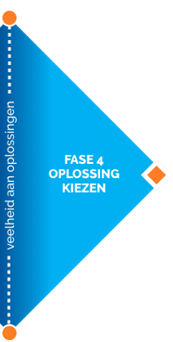 veelheid aan oplossingen
FASE 4
OPLOSSING
KIEZEN